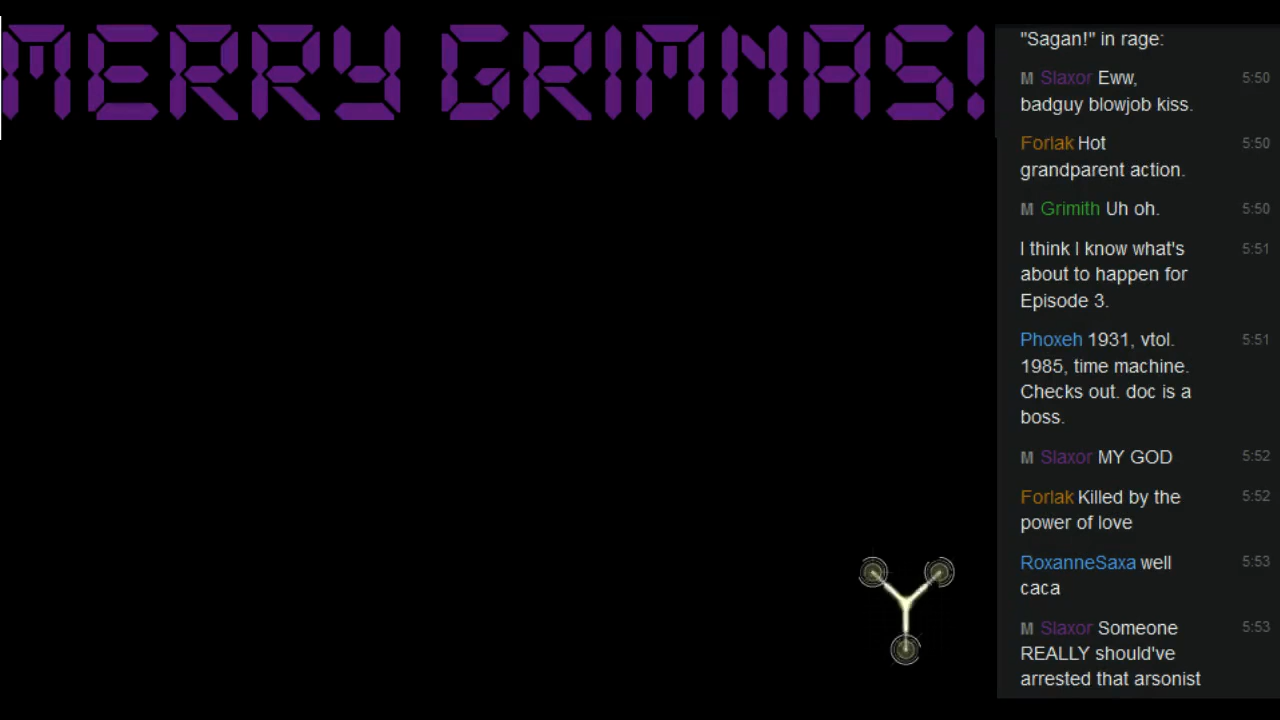 MERRY GRIMMAS!
"Sagan!" in rage:
M Slaxor Eww, 5:50
badguy blowjob kiss.
Forlak Hot 5:50
grandparent action.
M Grimith Uh oh. 5:50
I think I know what's 5:51
about to happen for
Episode 3.
Phoxeh 1931, vtol. 5:51
1985, time machine.
Checks out. doc is a
boss.
M Slaxor MY GOD 5:52
Forlak Killed by the 5:52
power of love
RoxanneSaxa well 5:53
caca
M Slaxor Someone 5:53
REALLY should've
arrested that arsonist